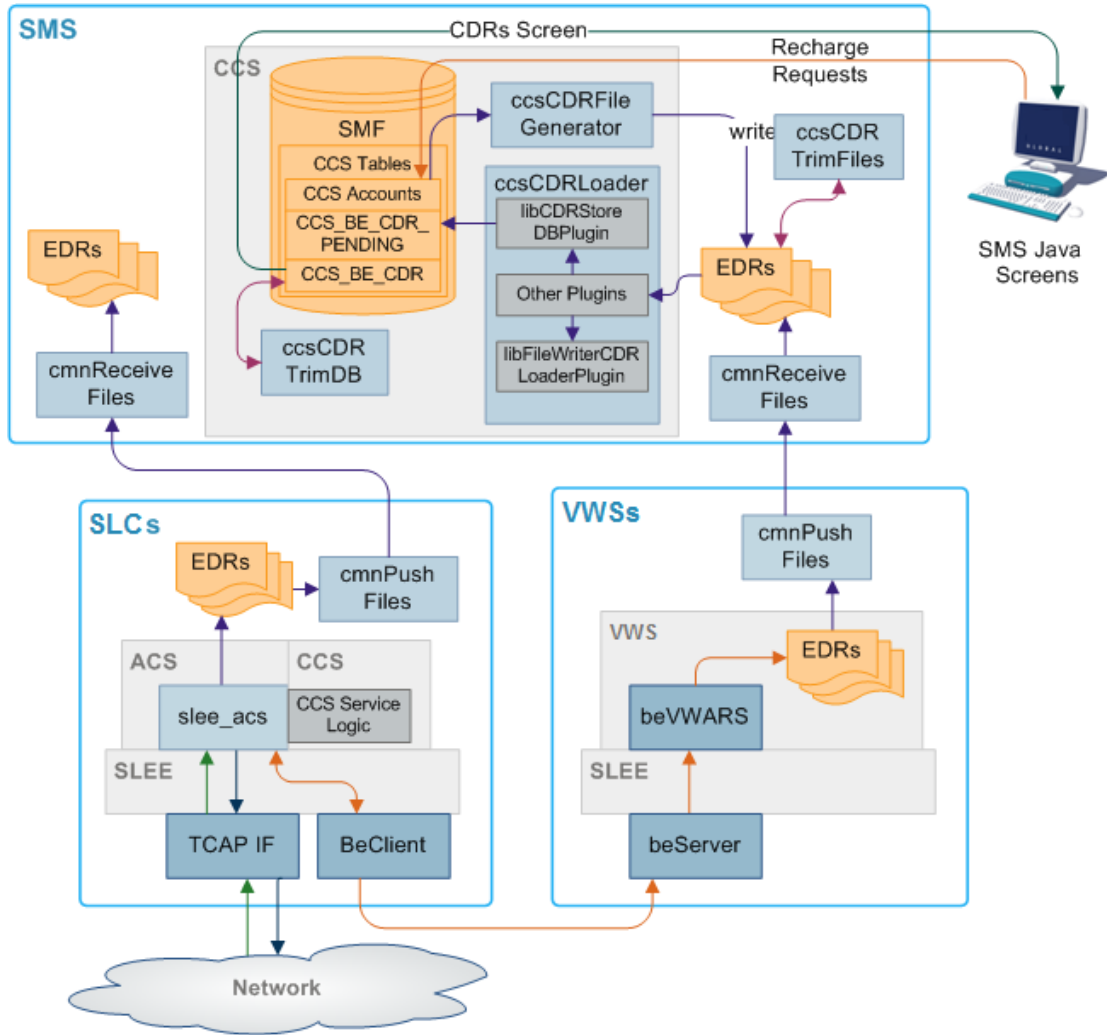 SMS
CDRs Screen
Recharge
Requests
CCS
SMF
CCS Tables
CCS Accounts
CCS_BE_CDR_
PENDING
CCS_BE_CDR
ccsCDRFile
Generator
write
ccsCDR
TrimFiles
GLOBAL
SMS Java
Screens
ccsCDRLoader
libCDRStore
DBPlugin
Other Plugins
libFileWriterCDR
LoaderPlugin
EDRs
EDRs
cmnReceive
Files
ccsCDR
TrimDB
cmnReceive
Files
SLCs
EDRs
cmnPush
Files
ACS
CCS
slee_acs
CCS Service
Logic
SLEE
TCAP IF
BeClient
Network
VWSs
cmnPush
Files
VWS
EDRs
beVWARS
SLEE
beServer